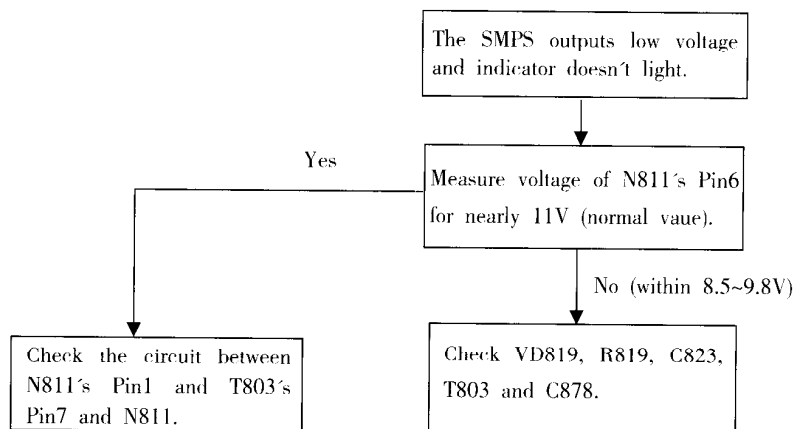 The SMPS outputs low voltage
and indicator doesn´t light.
Yes
Measure voltage of N811´s Pin6
for nearly 11V (normal vaue).
No (within 8.5~9.8V)
Check the circuit between
N811´s Pin1 and T803´s
Pin7 and N811.
Check VD819, R819, C823,
T803 and C878.